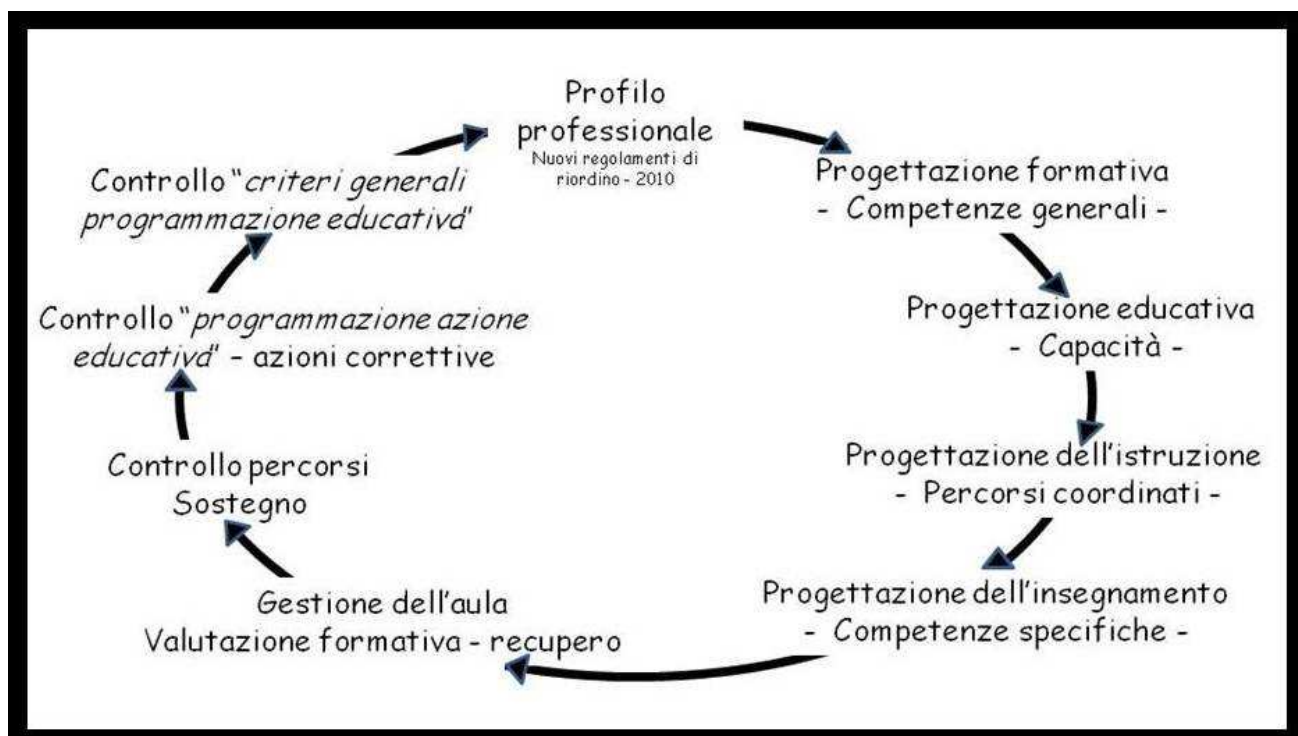 Profilo
professionale
Nuovi regolamenti di
riordino - 2010
Progettazione formativa
- Competenze generali -
Progettazione educativa
- Capacità -
Progettazione dell'istruzione
- Percorsi coordinati -
Progettazione dell'insegnamento
- Competenze specifiche -
Gestione dell'aula
Valutazione formativa - recupero
Controllo percorsi
Sostegno
Controllo "programmazione azione
educativa" - azioni correttive
Controllo "criteri generali
programmazione educativa"